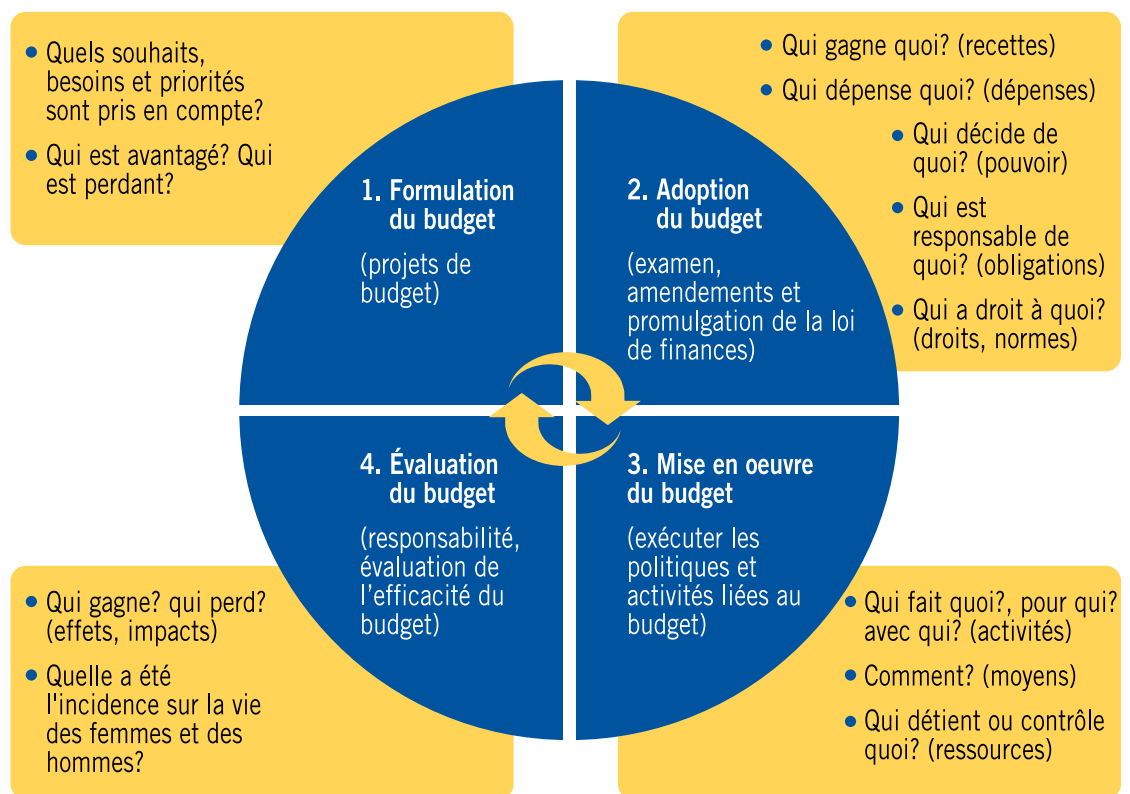 Quels souhaits,
besoins et priorités
sont pris en compte?
Qui est avantagé? Qui
est perdant?
1. Formulation
du budget
(projets de
budget)
Qui gagne quoi? (recettes)
Qui dépense quoi? (dépenses)
Qui décide de
quoi? (pouvoir)
Qui est
responsable de
quoi? (obligations)
Qui a droit à quoi?
(droits, normes)
2. Adoption
du budget
(examen,
amendements et
promulgation de la loi
de finances)
3. Mise en oeuvre
du budget
(exécuter les
politiques et
activités liées au
budget)
Qui fait quoi?, pour qui?
avec qui? (activités)
Comment? (moyens)
Qui détient ou contrôle
quoi? (ressources)
4. Évaluation
du budget
(responsabilité,
évaluation de
l’efficacité du
budget)
Qui gagne? qui perd?
(effets, impacts)
Quelle a été
l'incidence sur la vie
des femmes et des
hommes?